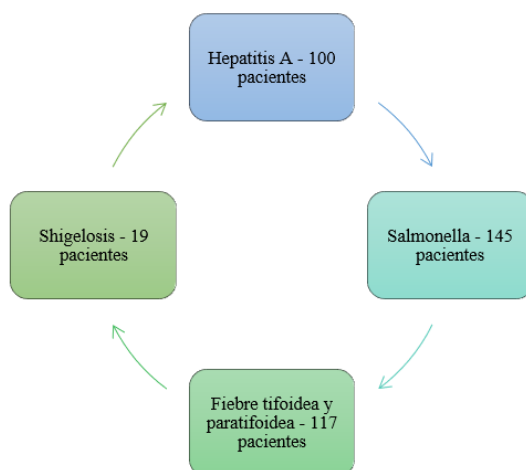 Hepatitis A - 100
pacientes
Salmonella - 145
pacientes
Fiebre tifoidea y
paratifoidea - 117
pacientes
Shigelosis - 19
pacientes